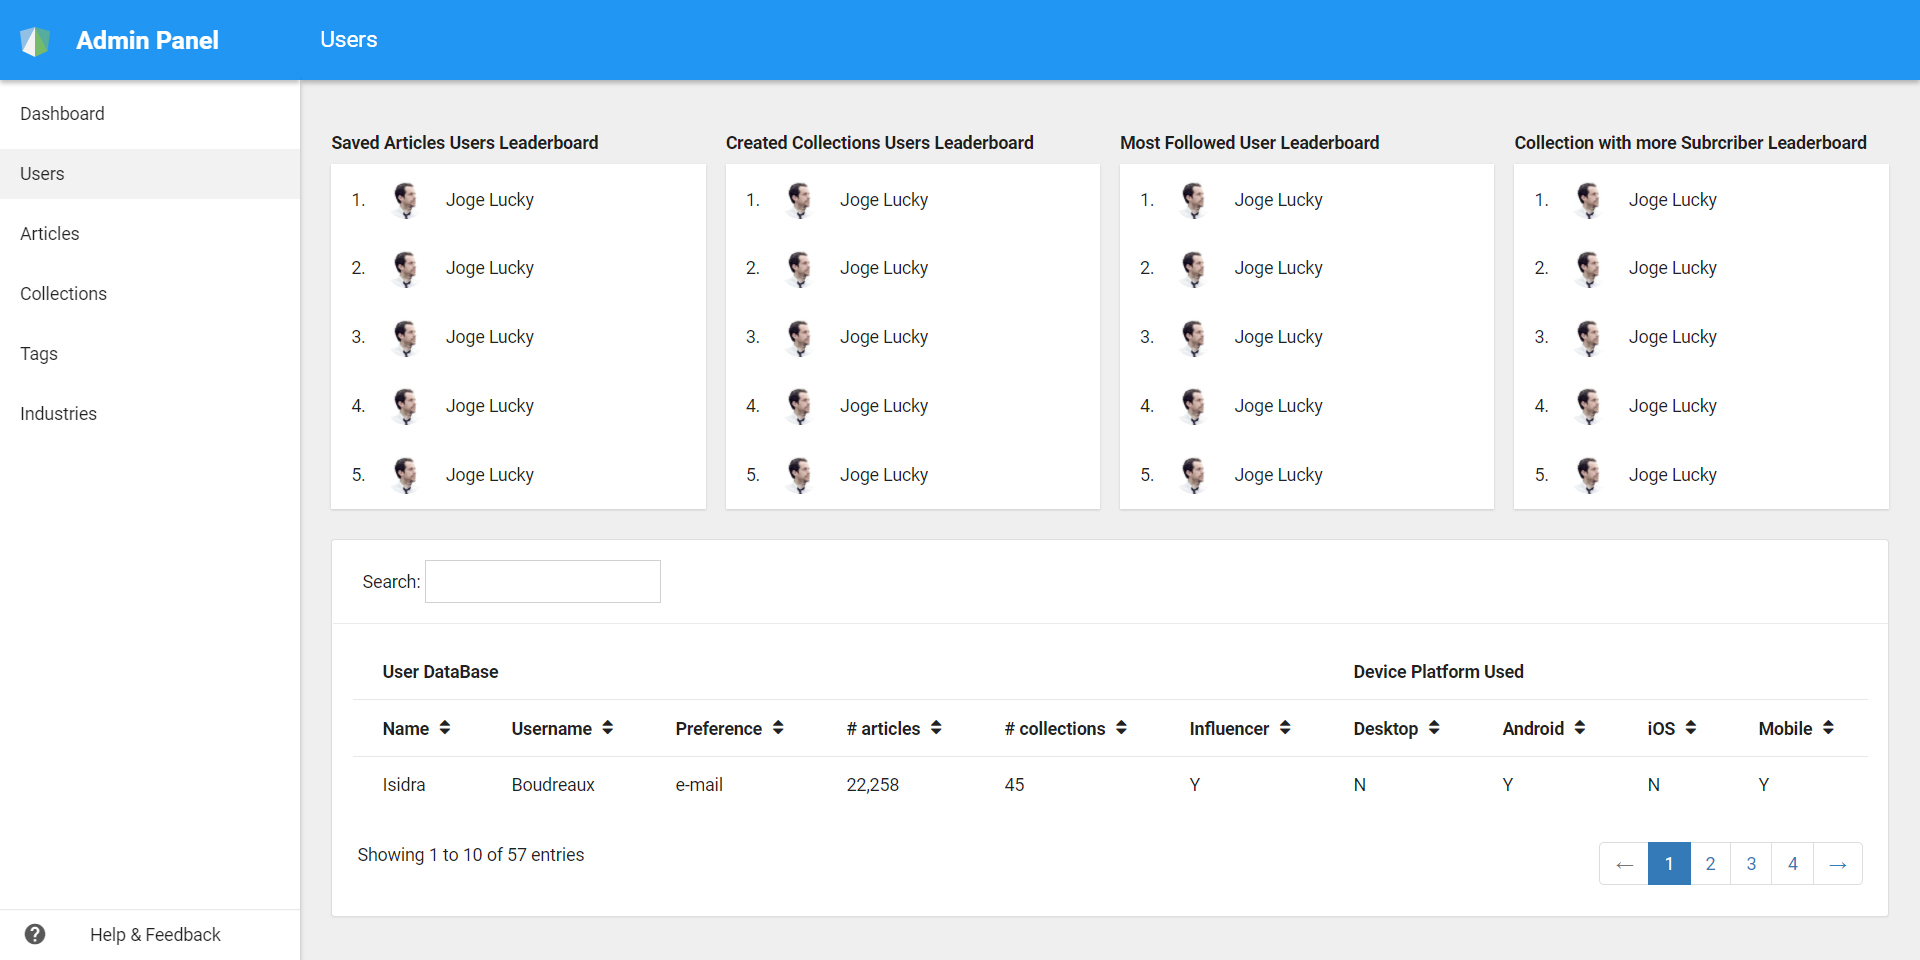 Admin Panel
Users
Dashboard
Users
Articles
Collections
Tags
Industries
Help & Feedback
Saved Articles Users Leaderboard
1. Joge Lucky
2. Joge Lucky
3. Joge Lucky
4. Joge Lucky
5. Joge Lucky
Created Collections Users Leaderboard
1. Joge Lucky
2. Joge Lucky
3. Joge Lucky
4. Joge Lucky
5. Joge Lucky
Most Followed User Leaderboard
1. Joge Lucky
2. Joge Lucky
3. Joge Lucky
4. Joge Lucky
5. Joge Lucky
Collection with more Subrcriber Leaderboard
1. Joge Lucky
2. Joge Lucky
3. Joge Lucky
4. Joge Lucky
5. Joge Lucky
Search:
User DataBase Device Platform Used
Name Username Preference # articles # collections Influencer Desktop Android iOS Mobile
Isidra Boudreaux e-mail 22,258 45 Y N Y N Y
Showing 1 to 10 of 57 entries
← 1 2 3 4 →